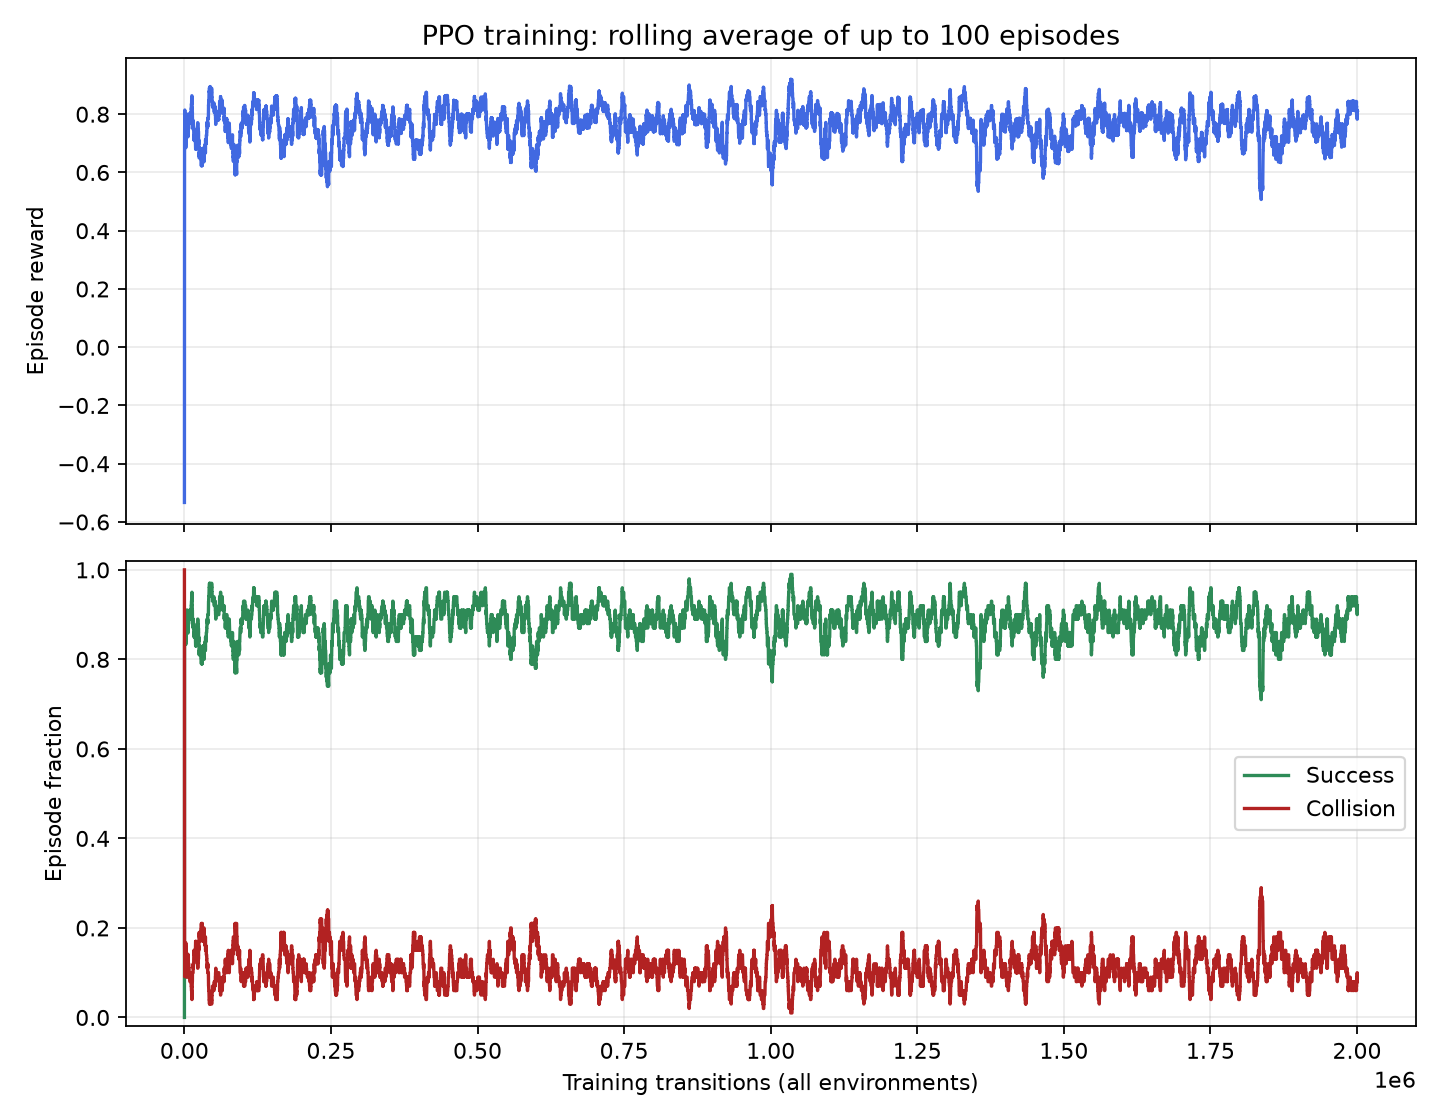 PPO training: rolling average of up to 100 episodes
Episode reward
0.8
0.6
0.4
0.2
0.0
−0.2
−0.4
−0.6
Episode fraction
1.0
0.8
0.6
0.4
0.2
0.0
Success
Collision
0.00 0.25 0.50 0.75 1.00 1.25 1.50 1.75 2.00
1e6
Training transitions (all environments)